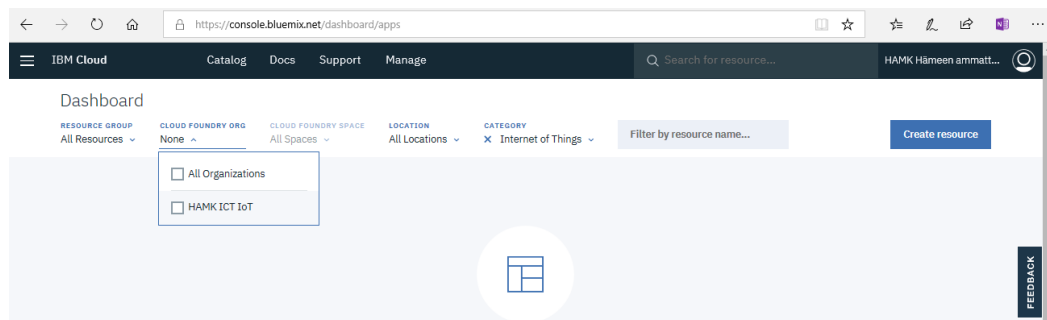 https://console.bluemix.net/dashboard/apps
IBM Cloud Catalog Docs Support Manage Search for resource... HAMK Hämeen ammatt...
Dashboard
RESOURCE GROUP CLOUD FOUNDRY ORG CLOUD FOUNDRY SPACE LOCATION CATEGORY
All Resources None All Spaces All Locations Internet of Things Filter by resource name... Create resource
All Organizations
HAMK ICT IoT
FEEDBACK